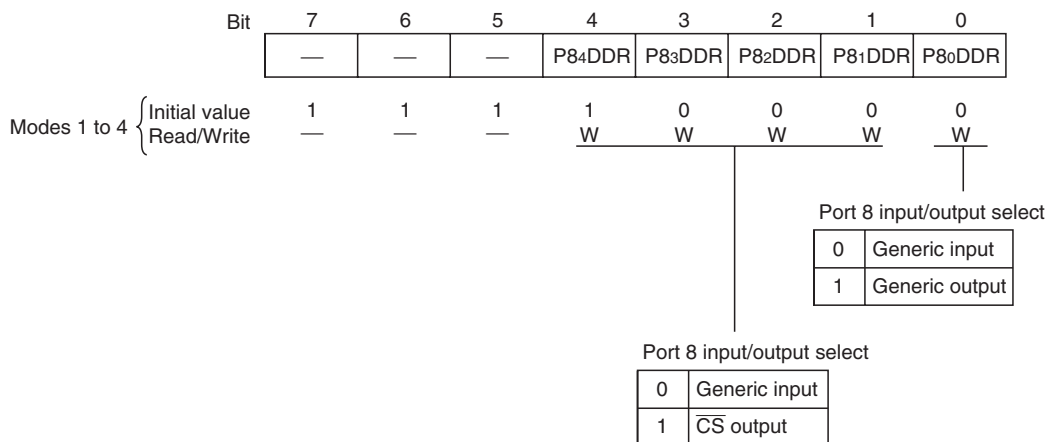 Bit 7 6 5 4 3 2 1 0
— — — P84DDR P83DDR P82DDR P81DDR P80DDR
Modes 1 to 4 { Initial value 1 1 1 1 0 0 0 0
Read/Write — — — W W W W W
Port 8 input/output select
0 Generic input
1 Generic output
Port 8 input/output select
0 Generic input
1 C̅S̅ output